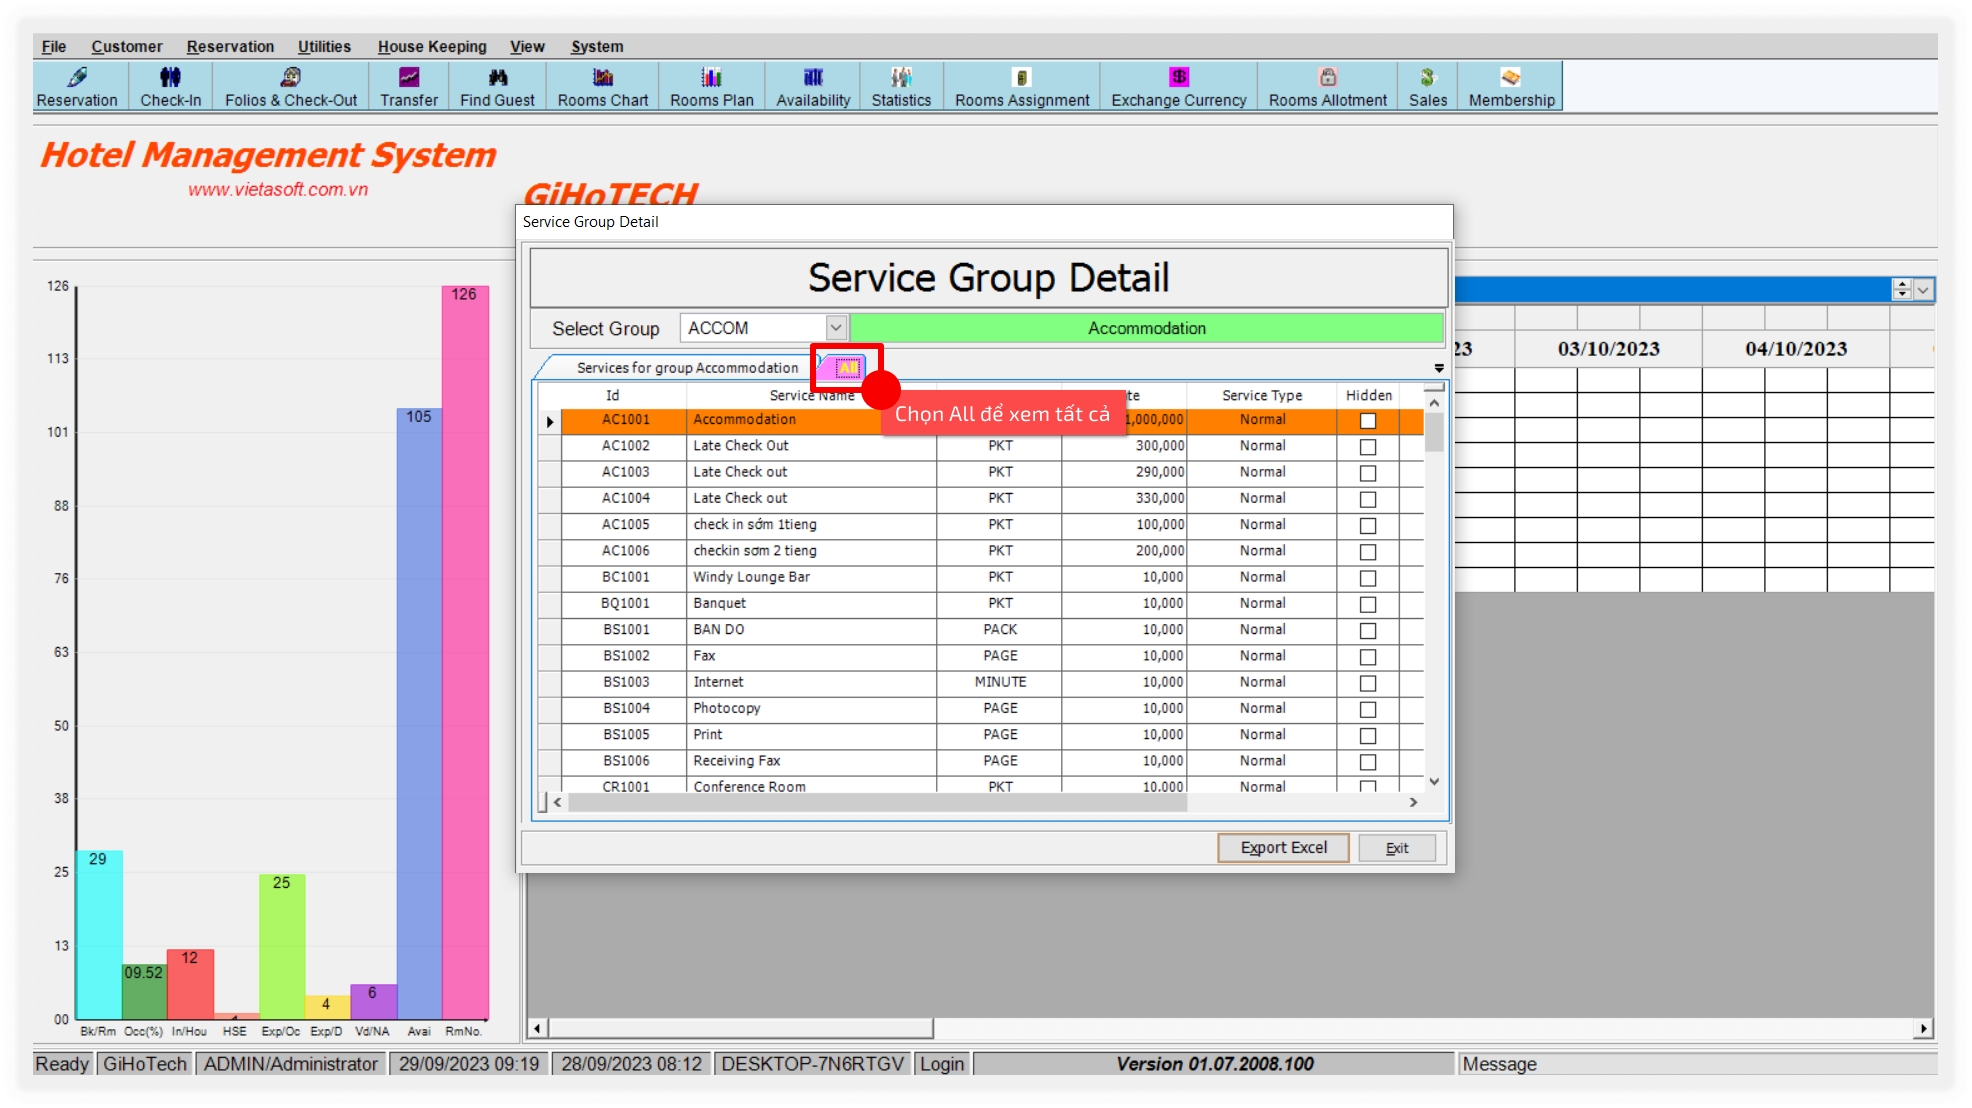 File Customer Reservation Utilities House Keeping View System
Reservation Check-In Folios & Check-Out Transfer Find Guest Rooms Chart Rooms Plan Availability Statistics Rooms Assignment Exchange Currency Rooms Allotment Sales Membership
Hotel Management System
www.vietasoft.com.vn
GiHoTECH
Service Group Detail
Service Group Detail
Select Group ACCOM Accommodation
Services for group Accommodation All
Chọn All để xem tất cả
Id Service Name te Service Type Hidden
AC1001 Accommodation 1,000,000 Normal
AC1002 Late Check Out PKT 300,000 Normal
AC1003 Late Check out PKT 290,000 Normal
AC1004 Late Check out PKT 330,000 Normal
AC1005 check in sớm 1tieng PKT 100,000 Normal
AC1006 checkin sơm 2 tieng PKT 200,000 Normal
BC1001 Windy Lounge Bar PKT 10,000 Normal
BQ1001 Banquet PKT 10,000 Normal
BS1001 BAN DO PACK 10,000 Normal
BS1002 Fax PAGE 10,000 Normal
BS1003 Internet MINUTE 10,000 Normal
BS1004 Photocopy PAGE 10,000 Normal
BS1005 Print PAGE 10,000 Normal
BS1006 Receiving Fax PAGE 10,000 Normal
CR1001 Conference Room PKT 10.000 Normal
Export Excel Exit
23 03/10/2023 04/10/2023
126
113
101
88
76
63
50
38
25
13
00
29 09.52 12 25 4 6 105 126
Bk/Rm Occ(%) In/Hou HSE Exp/Oc Exp/D Vd/NA Avai RmNo.
Ready GiHoTech ADMIN/Administrator 29/09/2023 09:19 28/09/2023 08:12 DESKTOP-7N6RTGV Login Version 01.07.2008.100 Message